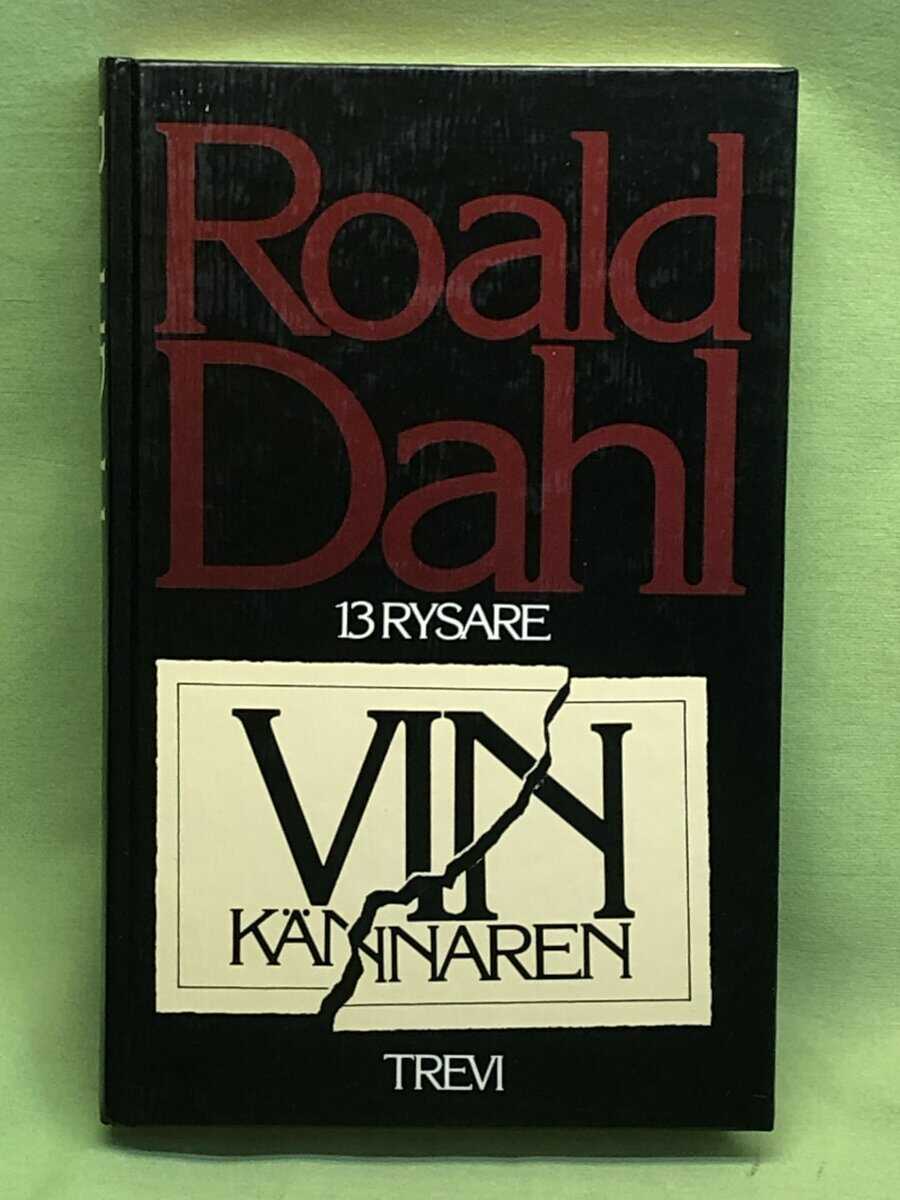 Roald
Dahl
13 RYSARE
VIN
KÄNNAREN
TREVI